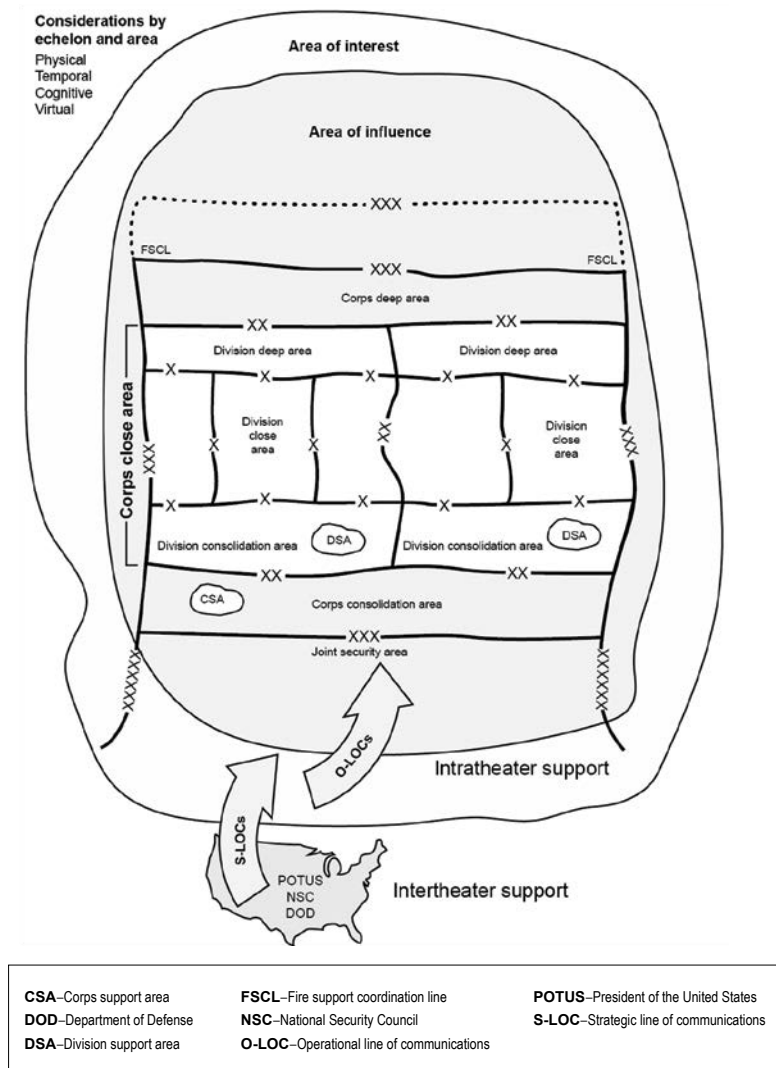 Considerations by
echelon and area
Physical
Temporal
Cognitive
Virtual
Area of interest
Area of influence
XXX
FSCL
XXX
FSCL
Corps deep area
XX
XX
Division deep area
Division deep area
X
X
X
X
X
Corps close area
XXX
X
Division
close
area
X
XX
X
Division
close
area
XXX
X
X
X
X
X
Division consolidation area
DSA
Division consolidation area
DSA
XX
XX
CSA
Corps consolidation area
XXX
Joint security area
XXXXXX
XXXXXX
O-LOCs
Intratheater support
S-LOCs
POTUS
NSC
DOD
Intertheater support
CSA–Corps support area
FSCL–Fire support coordination line
POTUS–President of the United States
DOD–Department of Defense
NSC–National Security Council
S-LOC–Strategic line of communications
DSA–Division support area
O-LOC–Operational line of communications